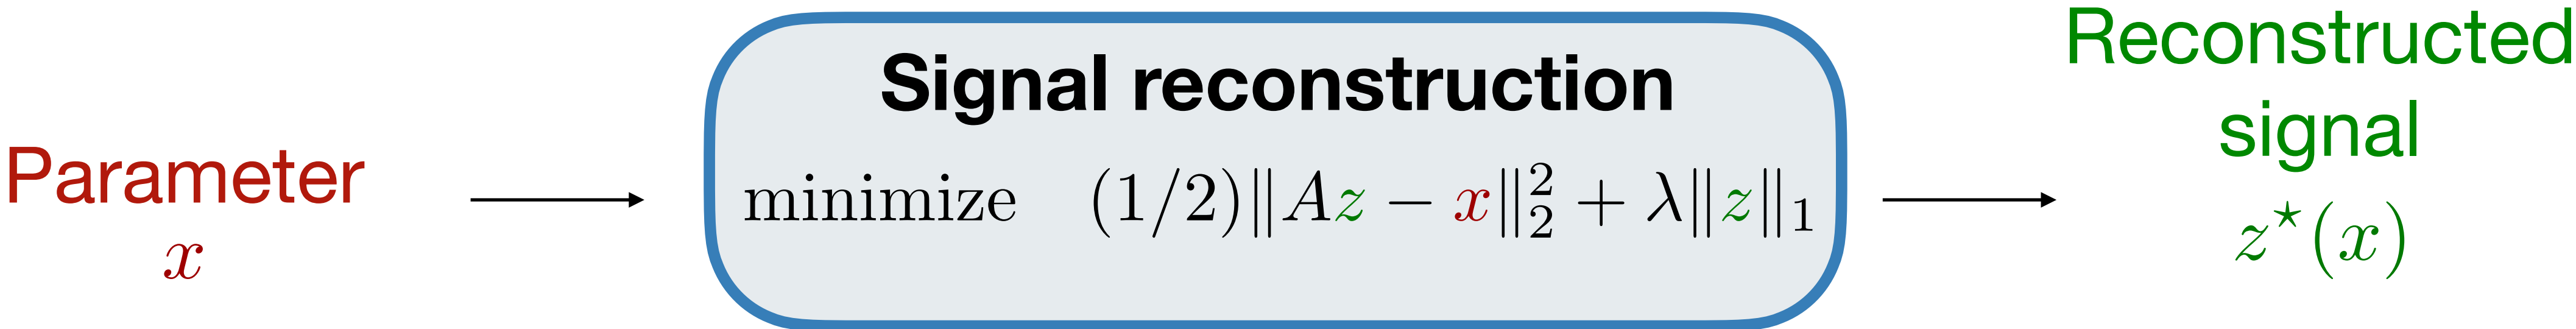 Parameter
x
Signal reconstruction
minimize (1/2)‖Az − x‖₂² + λ‖z‖₁
Reconstructed
signal
z⋆(x)